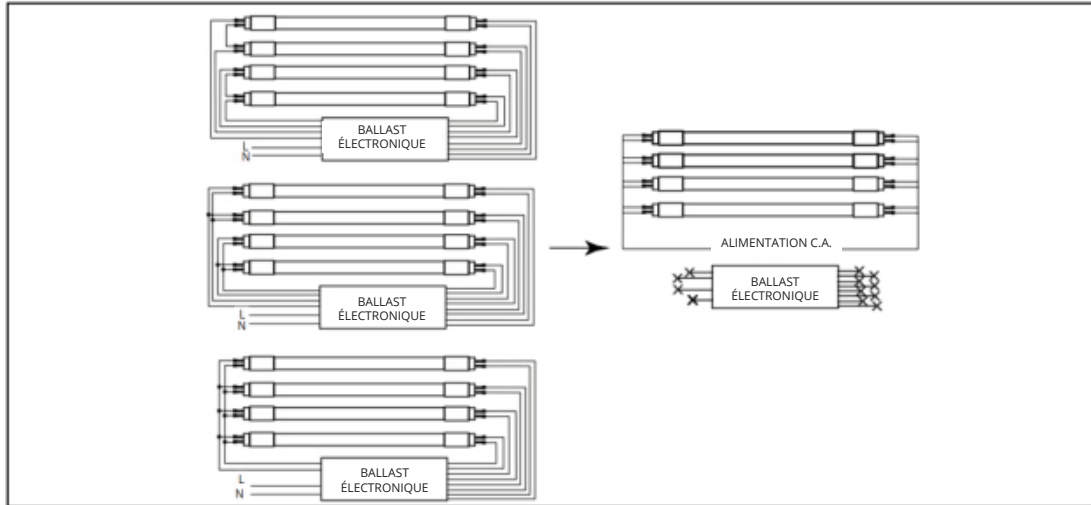 BALLAST
ÉLECTRONIQUE
L
N
BALLAST
ÉLECTRONIQUE
L
N
BALLAST
ÉLECTRONIQUE
L
N
ALIMENTATION C.A.
BALLAST
ÉLECTRONIQUE